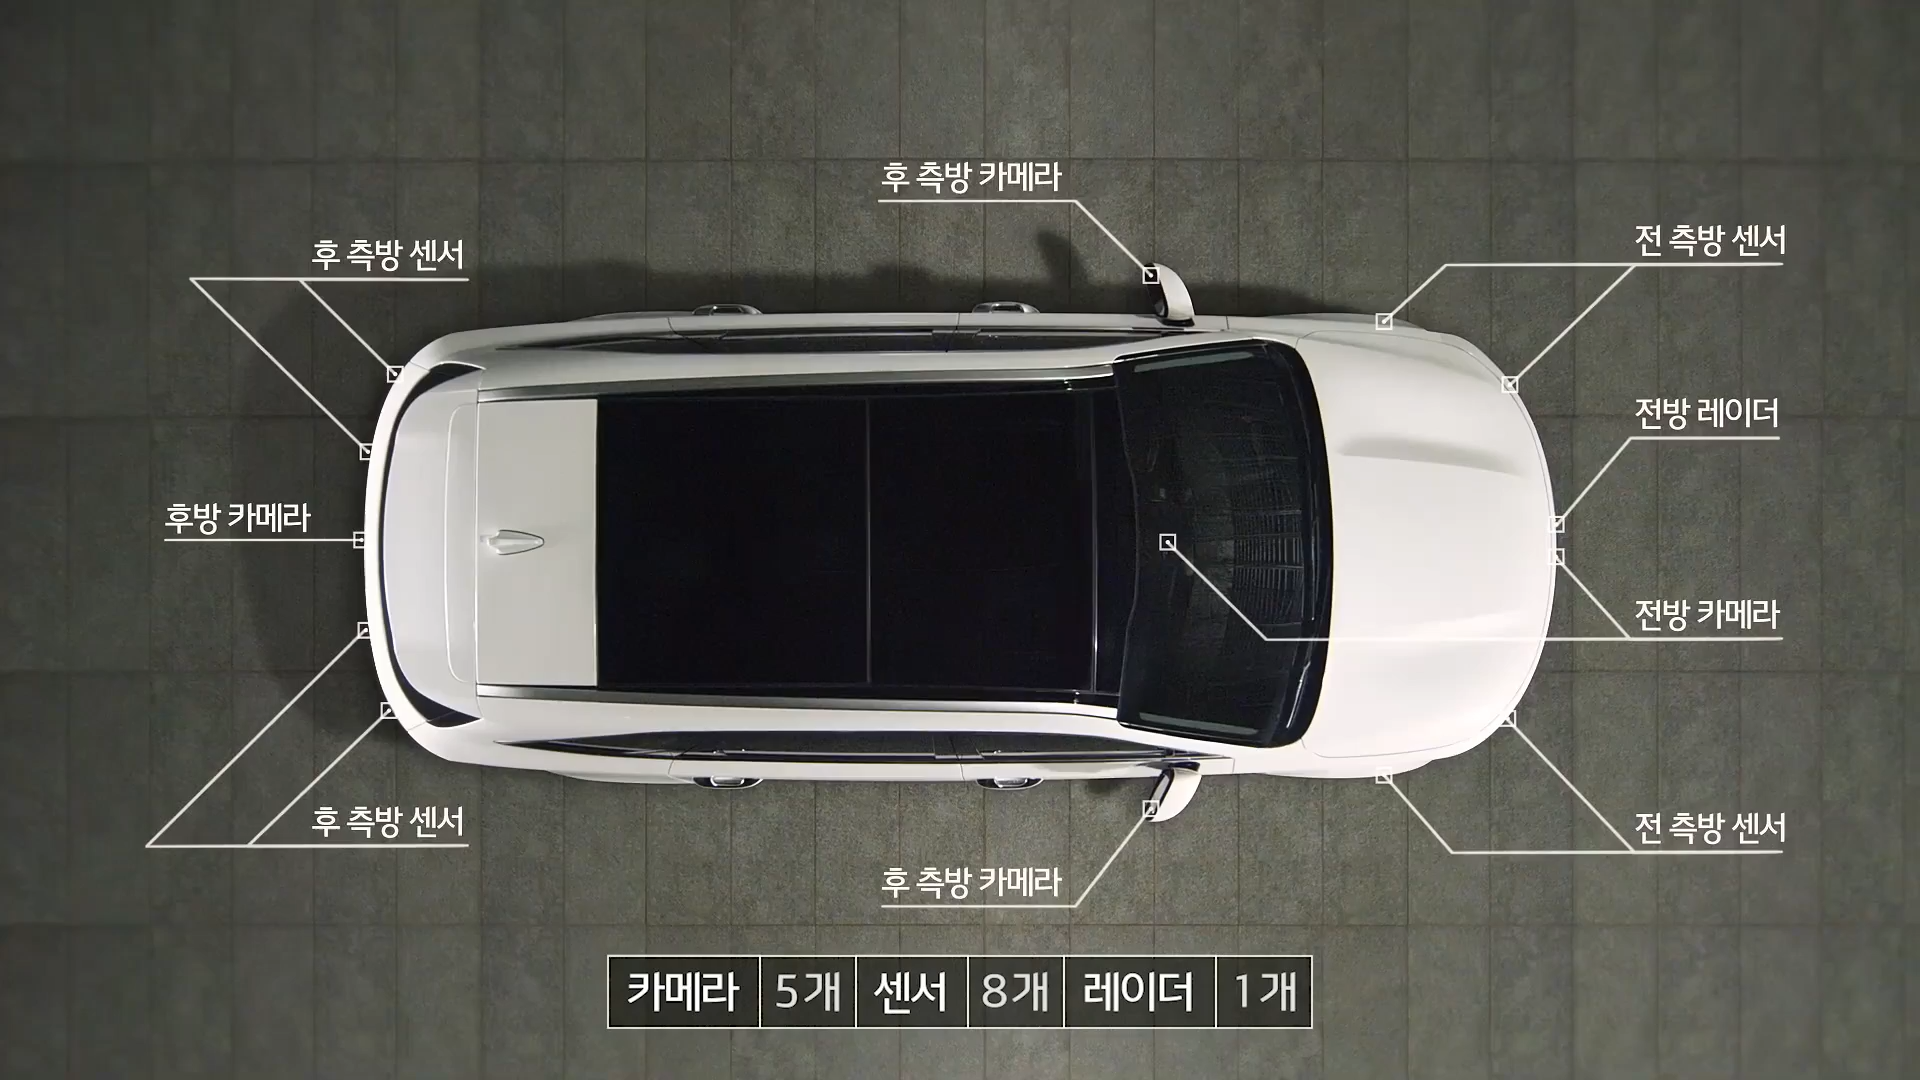 후 측방 카메라
전 측방 센서
후 측방 센서
전방 레이더
후방 카메라
전방 카메라
후 측방 센서
전 측방 센서
후 측방 카메라
카메라 5개 센서 8개 레이더 1개